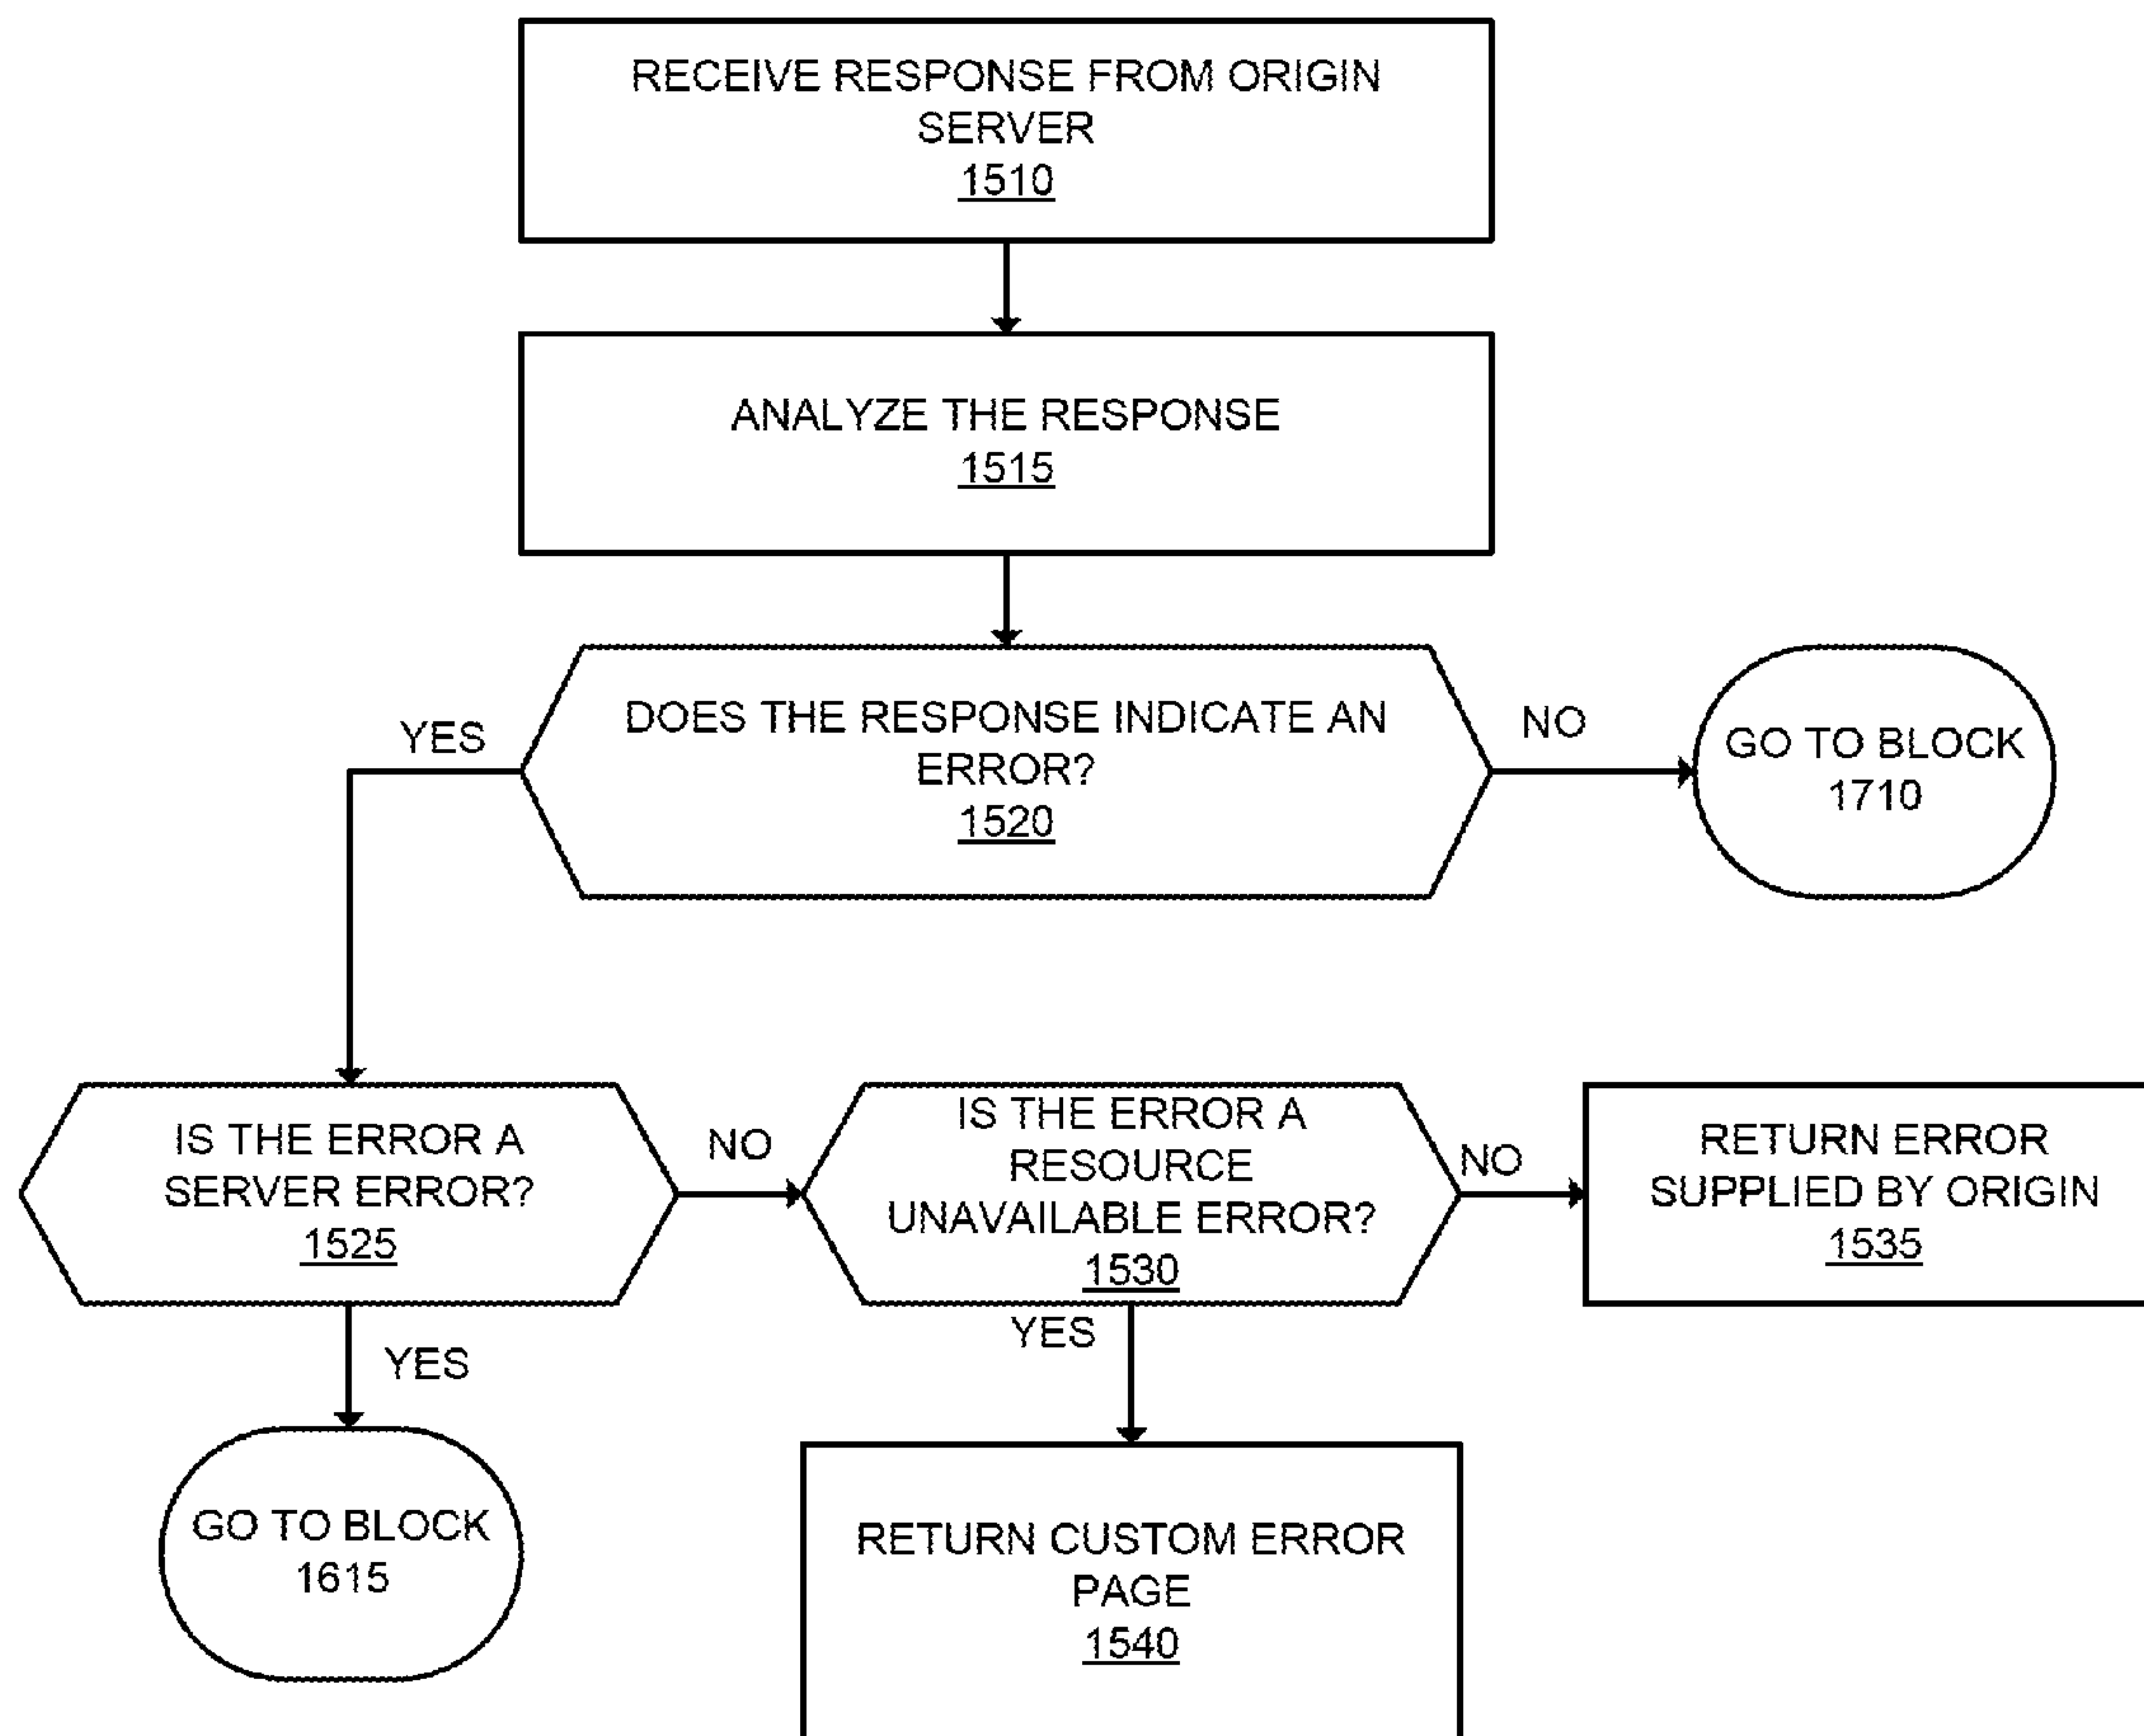 RECEIVE RESPONSE FROM ORIGIN
SERVER
1510
ANALYZE THE RESPONSE
1515
DOES THE RESPONSE INDICATE AN
ERROR?
1520
YES
NO
GO TO BLOCK
1710
IS THE ERROR A
SERVER ERROR?
1525
NO
IS THE ERROR A
RESOURCE
UNAVAILABLE ERROR?
1530
NO
RETURN ERROR
SUPPLIED BY ORIGIN
1535
YES
GO TO BLOCK
1615
YES
RETURN CUSTOM ERROR
PAGE
1540